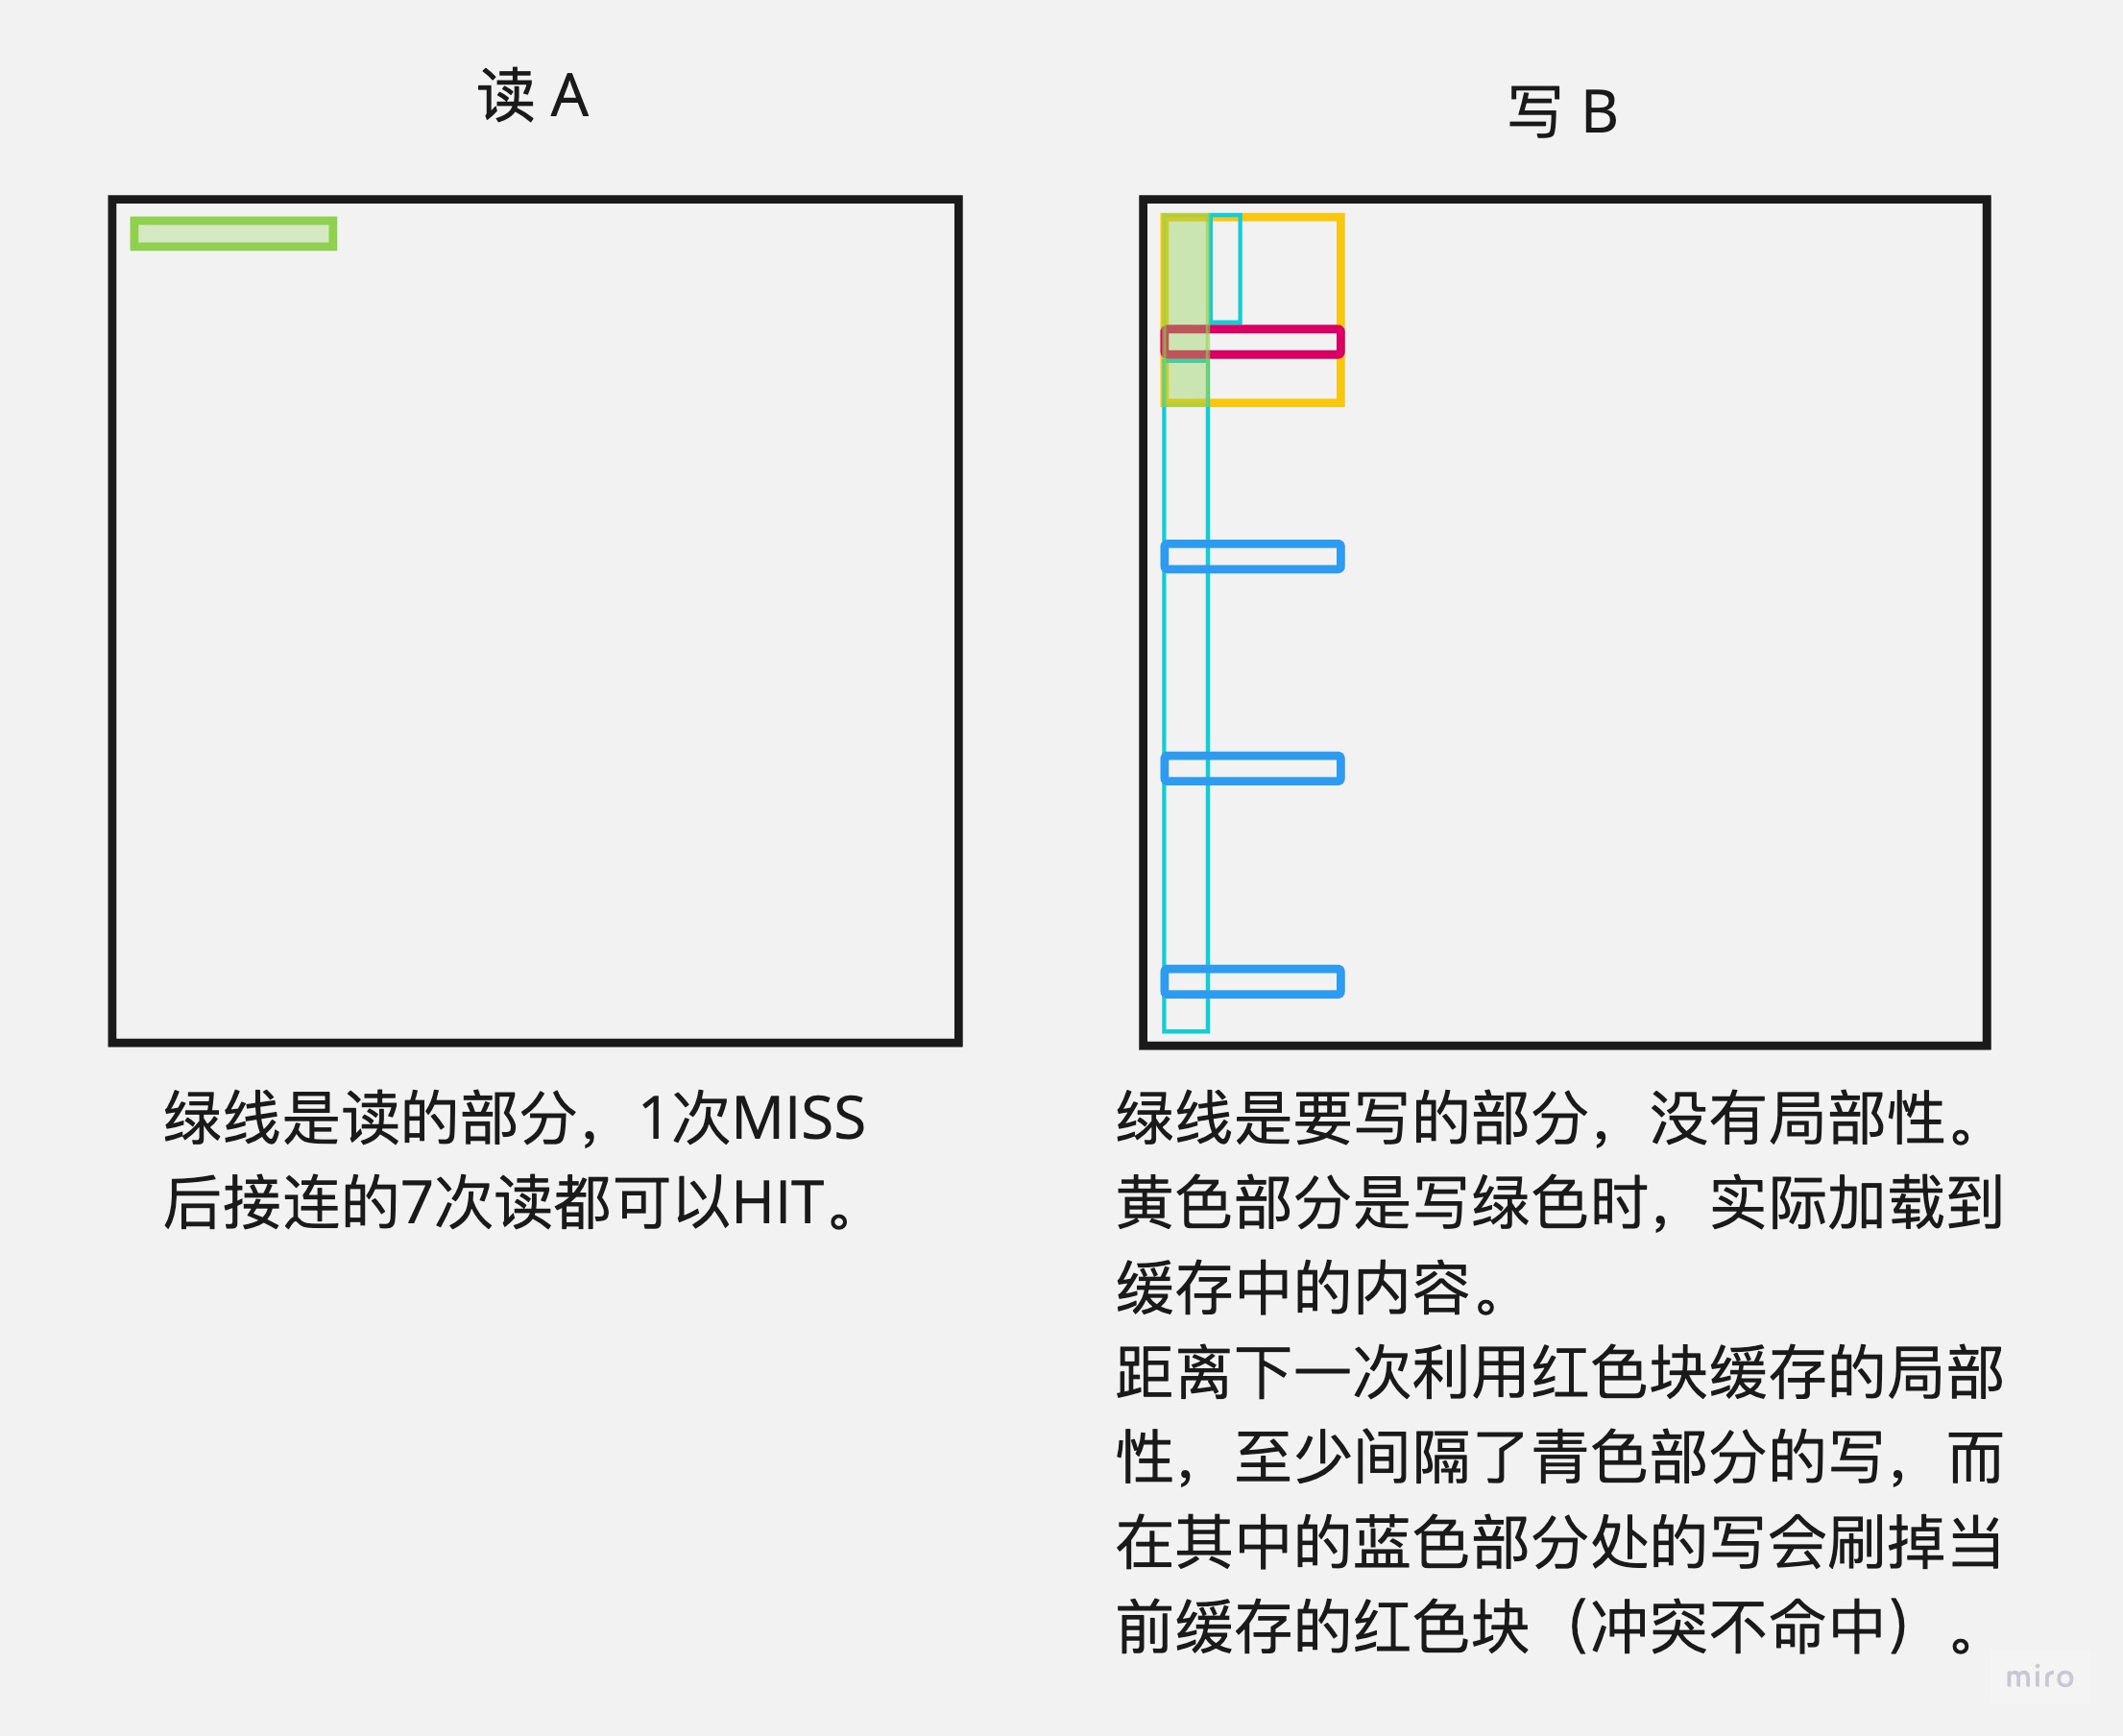 读 A
写 B
绿线是读的部分，1次MISS
后接连的7次读都可以HIT。
绿线是要写的部分，没有局部性。
黄色部分是写绿色时，实际加载到
缓存中的内容。
距离下一次利用红色块缓存的局部
性，至少间隔了青色部分的写，而
在其中的蓝色部分处的写会刷掉当
前缓存的红色块（冲突不命中）。
miro